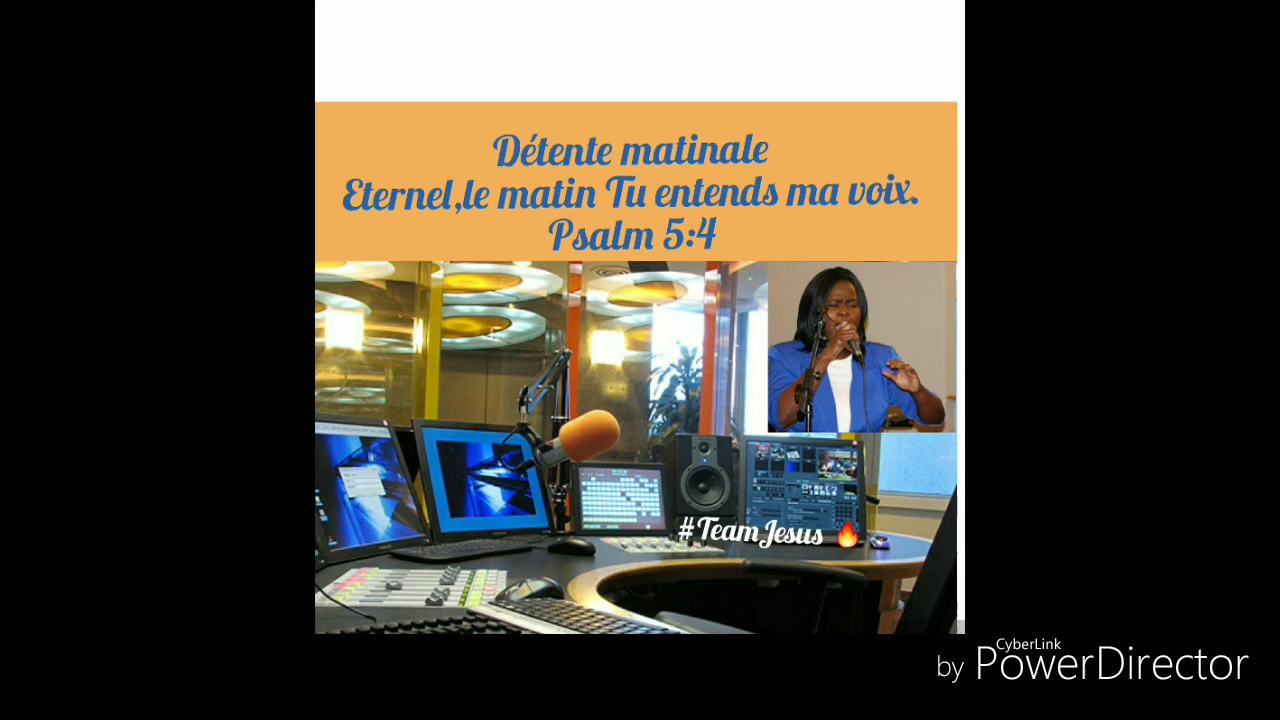 Détente matinale
Eternel,le matin Tu entends ma voix.
Psalm 5:4
#TeamJesus 🔥
CyberLink
by PowerDirector